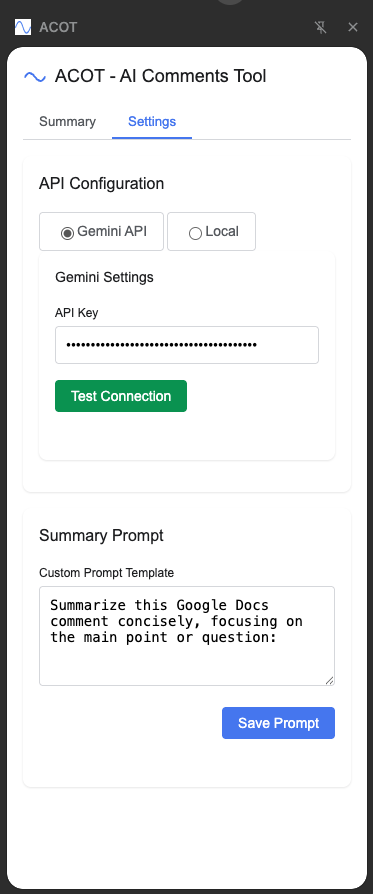 ACOT
ACOT - AI Comments Tool
Summary Settings
API Configuration
Gemini API Local
Gemini Settings
API Key
•••••••••••••••••••••••••••••••••••••••
Test Connection
Summary Prompt
Custom Prompt Template
Summarize this Google Docs
comment concisely, focusing on
the main point or question:
Save Prompt